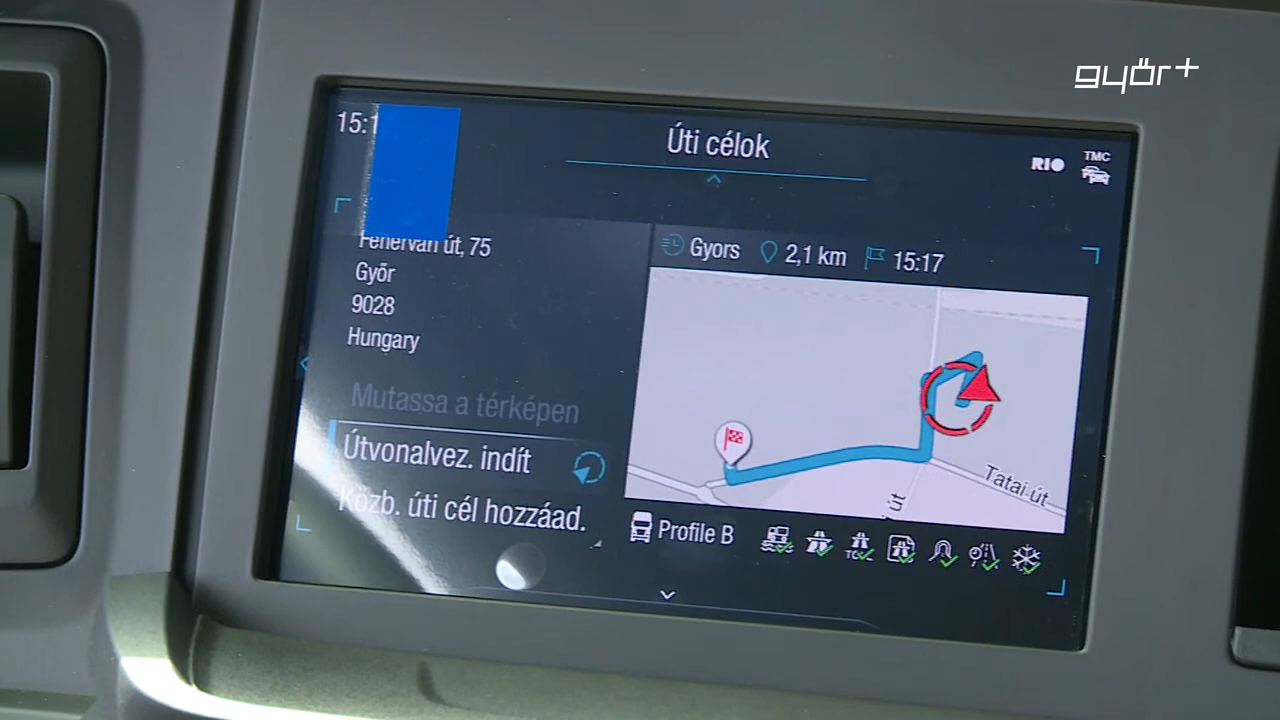 győr+
15:1
Úti célok
RIO
TMC
Fehérvári út, 75
Győr
9028
Hungary
Gyors
2,1 km
15:17
Mutassa a térképen
Útvonalvez. indít
Közb. úti cél hozzáad.
Tatai út
út
Profile B